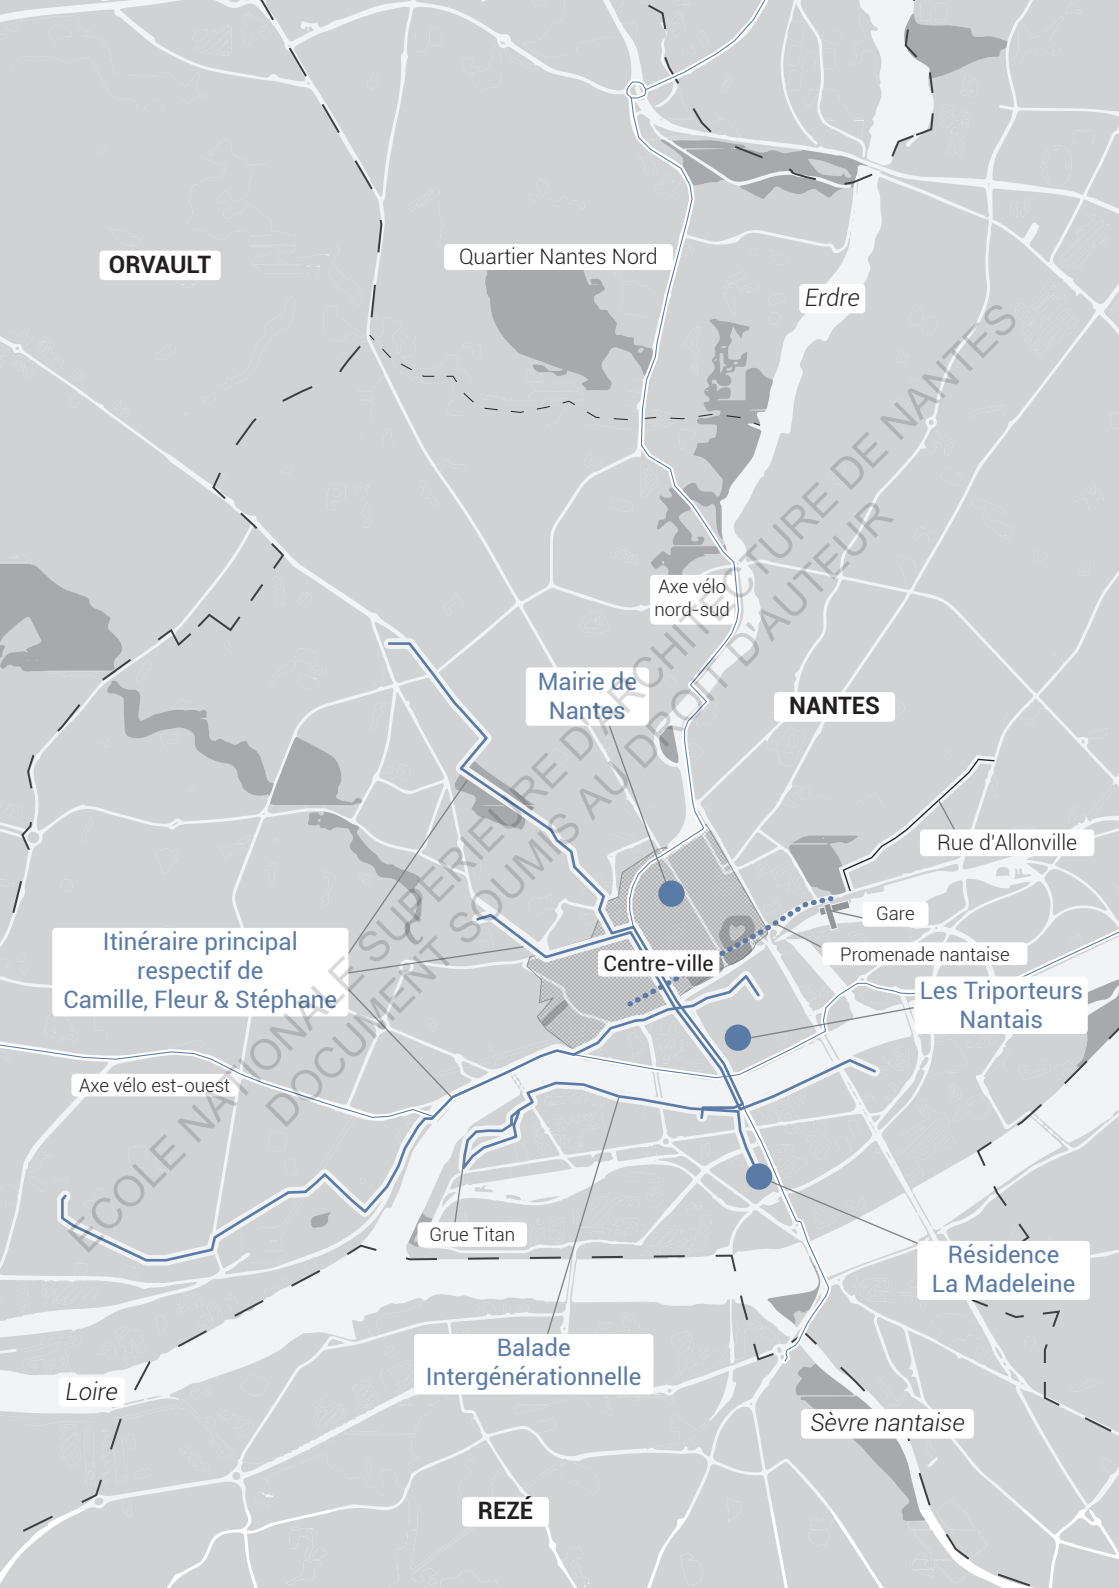 ORVAULT
Quartier Nantes Nord
Erdre
Axe vélo
nord-sud
Mairie de
Nantes
NANTES
Rue d'Allonville
Gare
Promenade nantaise
Itinéraire principal
respectif de
Camille, Fleur & Stéphane
Centre-ville
Les Triporteurs
Nantais
Axe vélo est-ouest
Grue Titan
Résidence
La Madeleine
Balade
Intergénérationnelle
Loire
Sèvre nantaise
REZÉ
ECOLE NATIONALE SUPERIEURE D'ARCHITECTURE DE NANTES
DOCUMENT SOUMIS AU DROIT D'AUTEUR